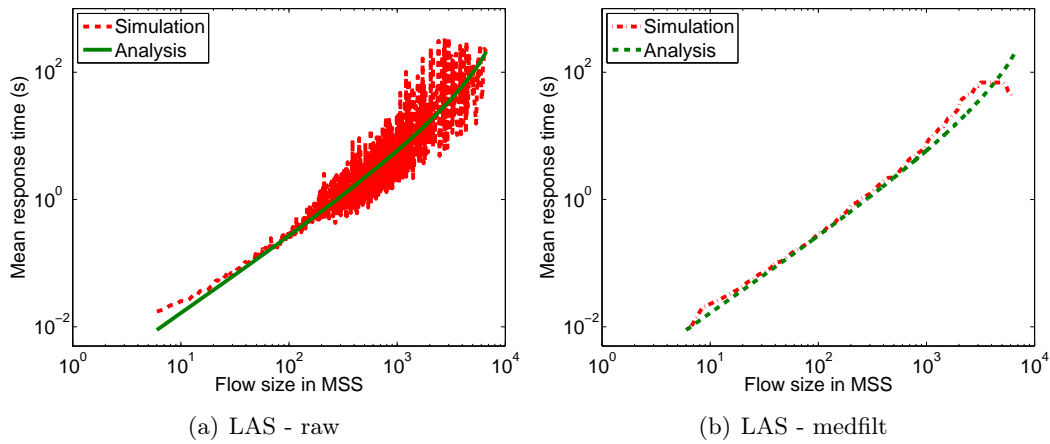 Simulation
Analysis
Mean response time (s)
10^2
10^0
10^-2
10^0 10^1 10^2 10^3 10^4
Flow size in MSS
(a) LAS - raw
Simulation
Analysis
Mean response time (s)
10^2
10^0
10^-2
10^0 10^1 10^2 10^3 10^4
Flow size in MSS
(b) LAS - medfilt